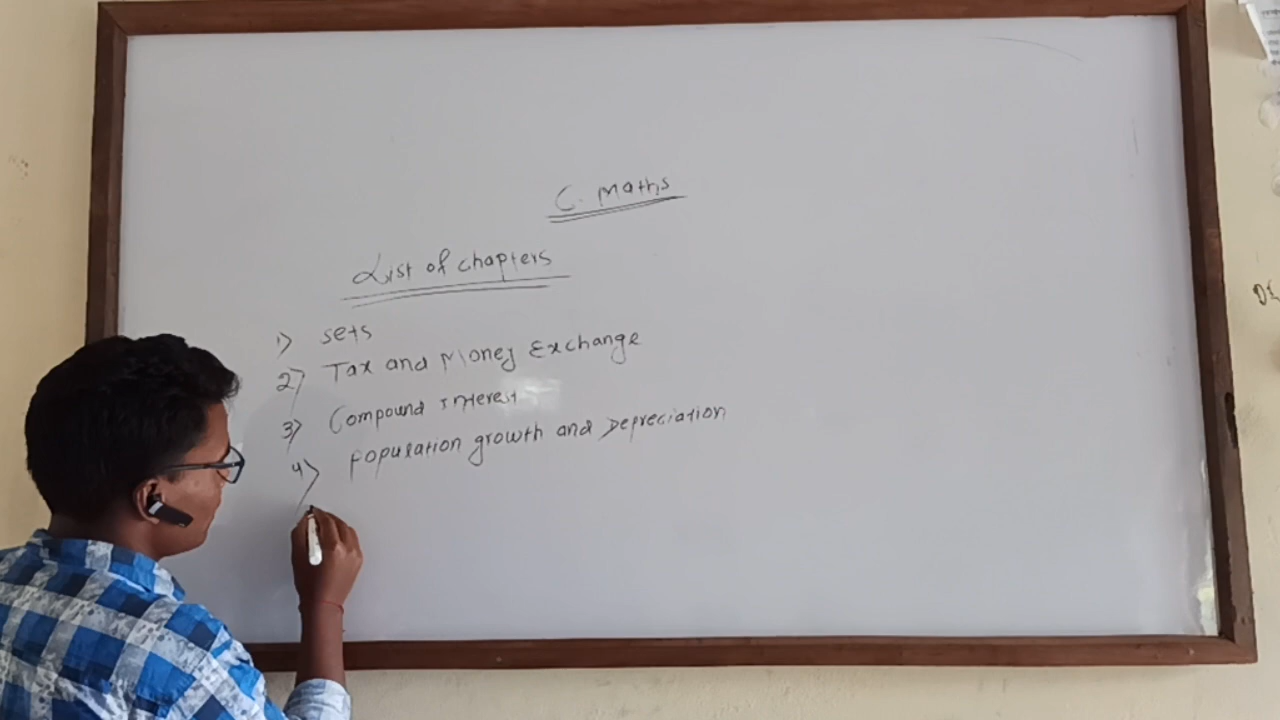 C. Maths
List of chapters
1) sets
2) Tax and Money Exchange
3) Compound Interest
4) Population growth and Depreciation